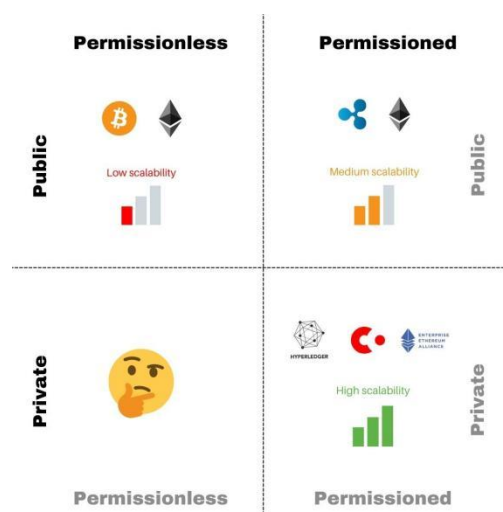 Permissionless
Permissioned
Public
Low scalability
Medium scalability
Public
Private
HYPERLEDGER
ENTERPRISE
ETHEREUM
ALLIANCE
High scalability
Private
Permissionless
Permissioned